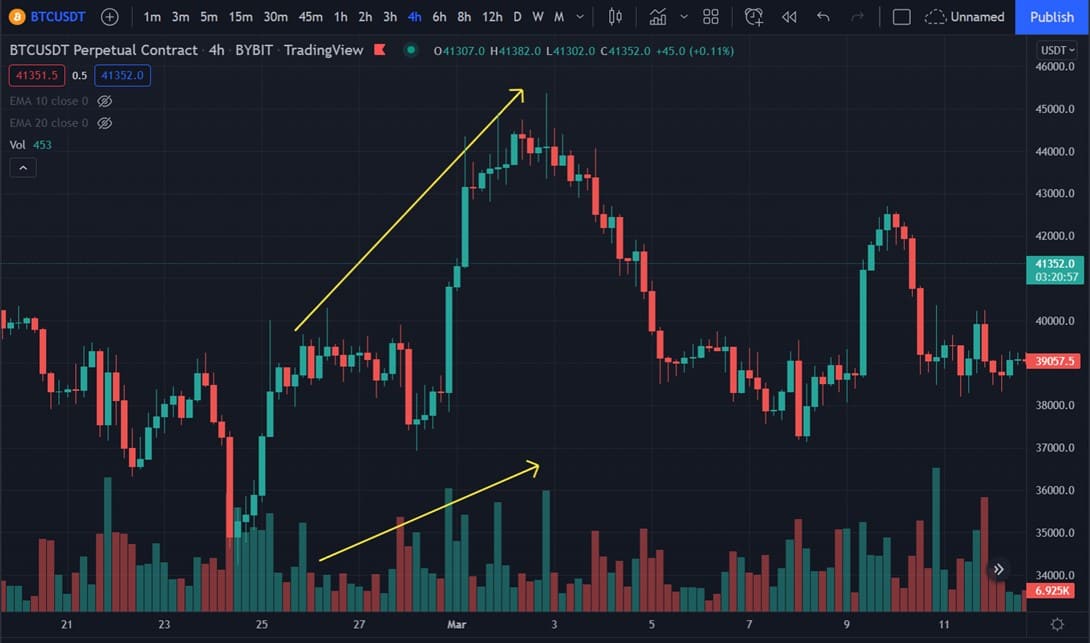 BTCUSDT 1m 3m 5m 15m 30m 45m 1h 2h 3h 4h 6h 8h 12h D W M Unnamed Publish
BTCUSDT Perpetual Contract · 4h · BYBIT · TradingView O41307.0 H41382.0 L41302.0 C41352.0 +45.0 (+0.11%)
USDT
41351.5 0.5 41352.0
EMA 10 close 0
EMA 20 close 0
Vol 453
46000.0
45000.0
44000.0
43000.0
42000.0
41352.0
03:20:57
40000.0
39057.5
38000.0
37000.0
36000.0
35000.0
34000.0
6.925K
21 23 25 27 Mar 3 5 7 9 11